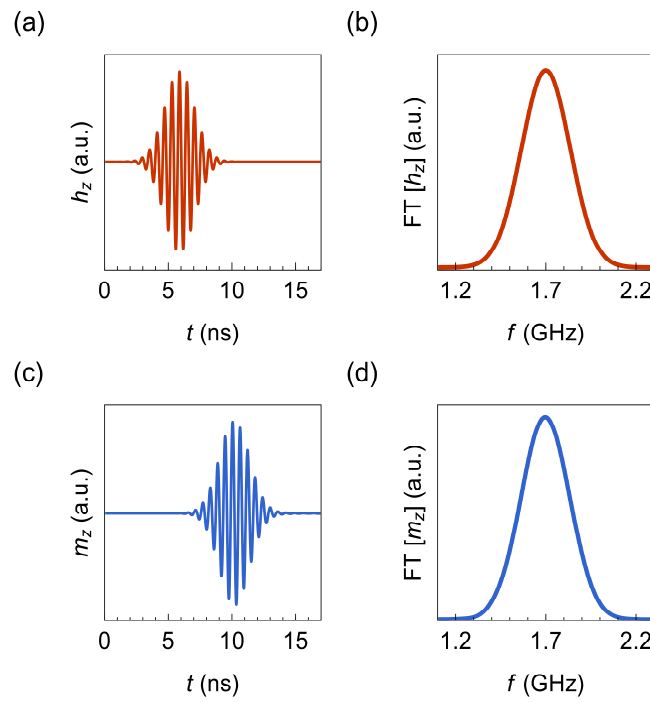 (a)
(b)
h_z (a.u.)
FT [h_z] (a.u.)
0 5 10 15
1.2 1.7 2.2
t (ns)
f (GHz)
(c)
(d)
m_z (a.u.)
FT [m_z] (a.u.)
0 5 10 15
1.2 1.7 2.2
t (ns)
f (GHz)